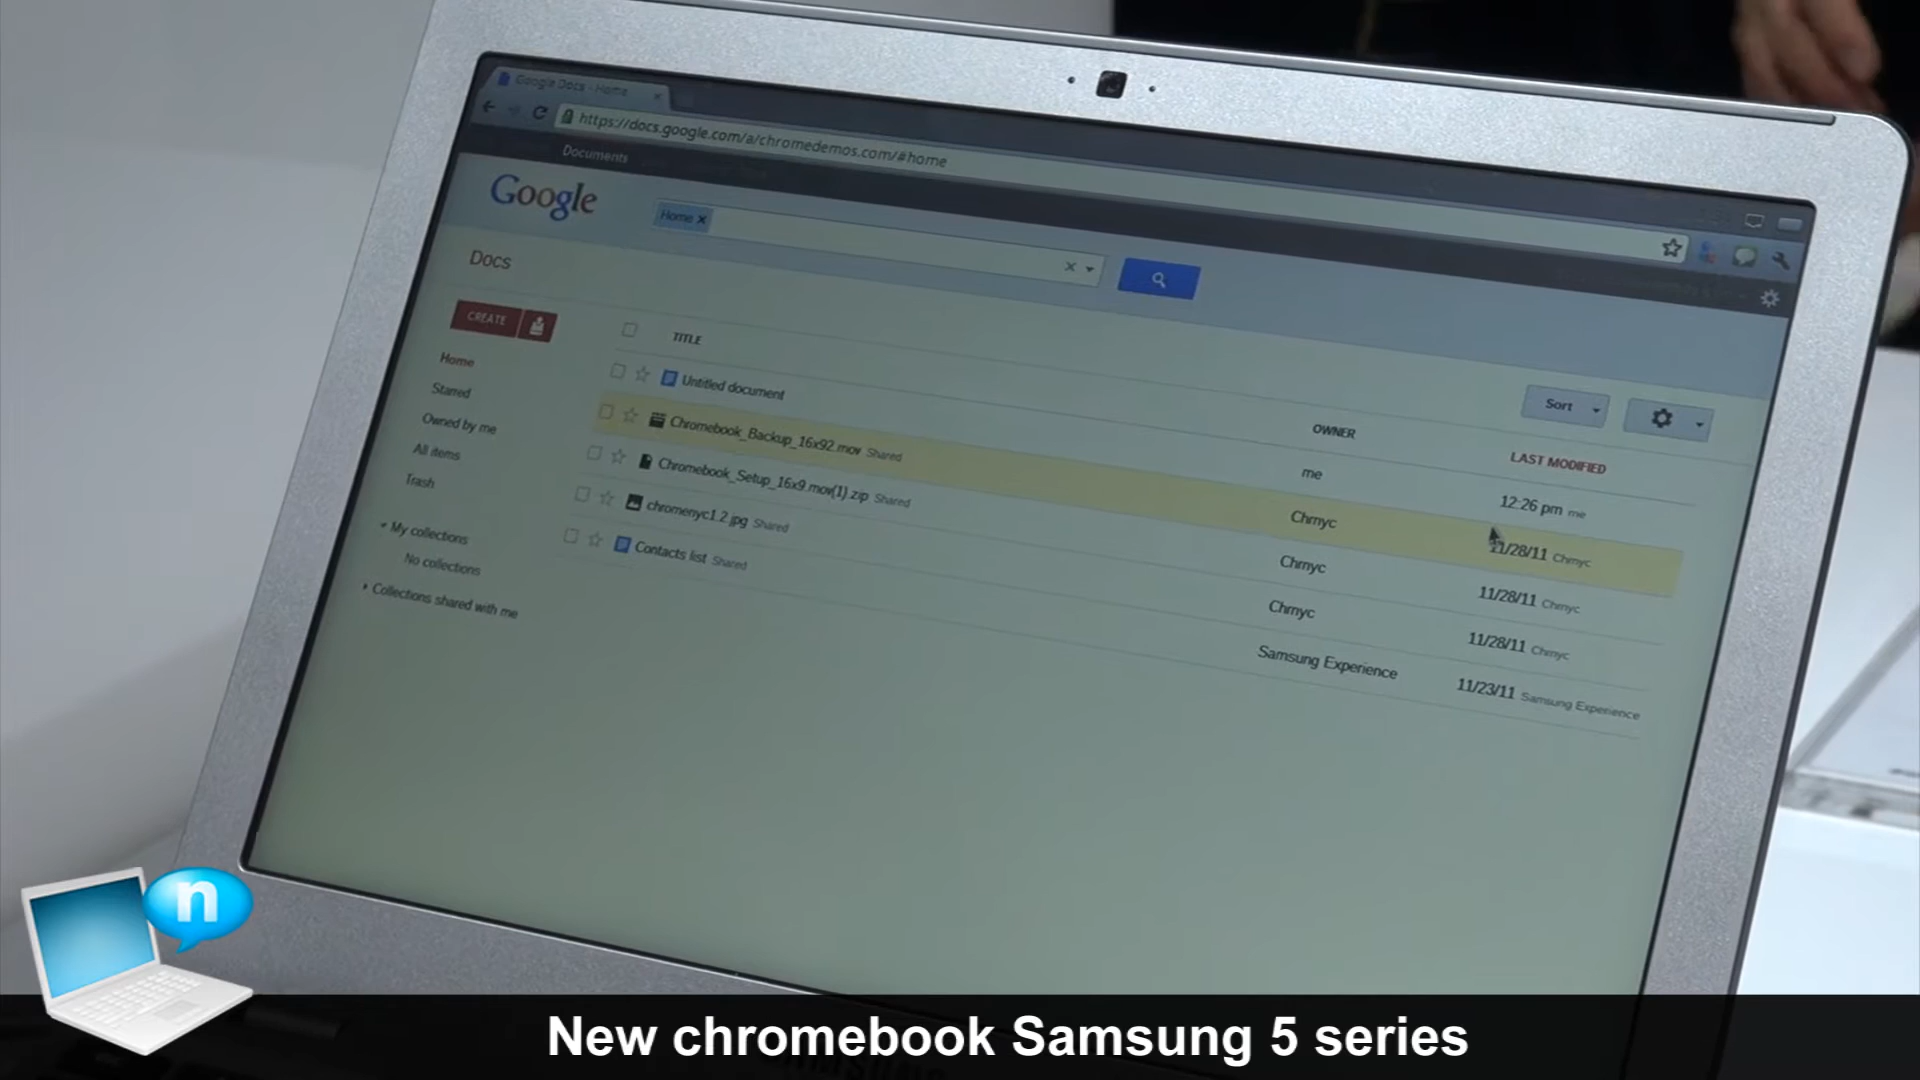 Google Docs - Home
https://docs.google.com/a/chromedemos.com/#home
Documents
Google
Home
Docs
CREATE
Home
Starred
Owned by me
All items
Trash
My collections
No collections
Collections shared with me
Sort
TITLE OWNER LAST MODIFIED
Untitled document me 12:26 pm me
Chromebook_Backup_16x92.mov Shared Chrnyc 11/28/11 Chrnyc
Chromebook_Setup_16x9.mov(1).zip Shared Chrnyc 11/28/11 Chrnyc
chromenyc1.2.jpg Shared Chrnyc 11/28/11 Chrnyc
Contacts list Shared Samsung Experience 11/23/11 Samsung Experience
n
New chromebook Samsung 5 series